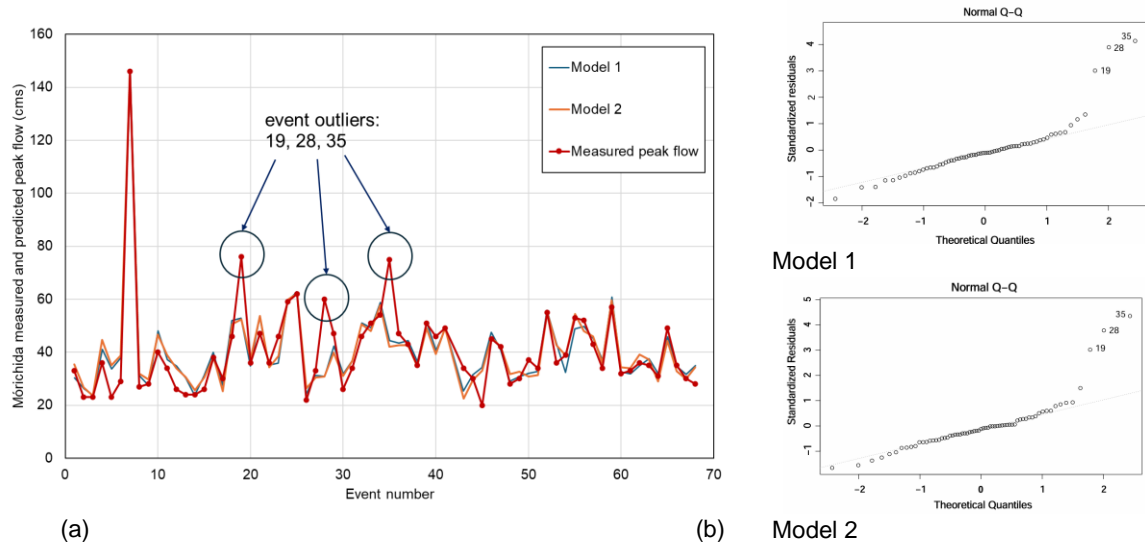 160
140
120
100
80
60
40
20
0
Mórichida measured and predicted peak flow (cms)
0 10 20 30 40 50 60 70
Event number
event outliers:
19, 28, 35
Model 1
Model 2
Measured peak flow
(a)
(b)
Normal Q-Q
Standardized residuals
4
3
2
1
0
-1
-2
35
28
19
-2 -1 0 1 2
Theoretical Quantiles
Model 1
Normal Q-Q
Standardized Residuals
5
4
3
2
1
0
-1
35
28
19
-2 -1 0 1 2
Theoretical Quantiles
Model 2